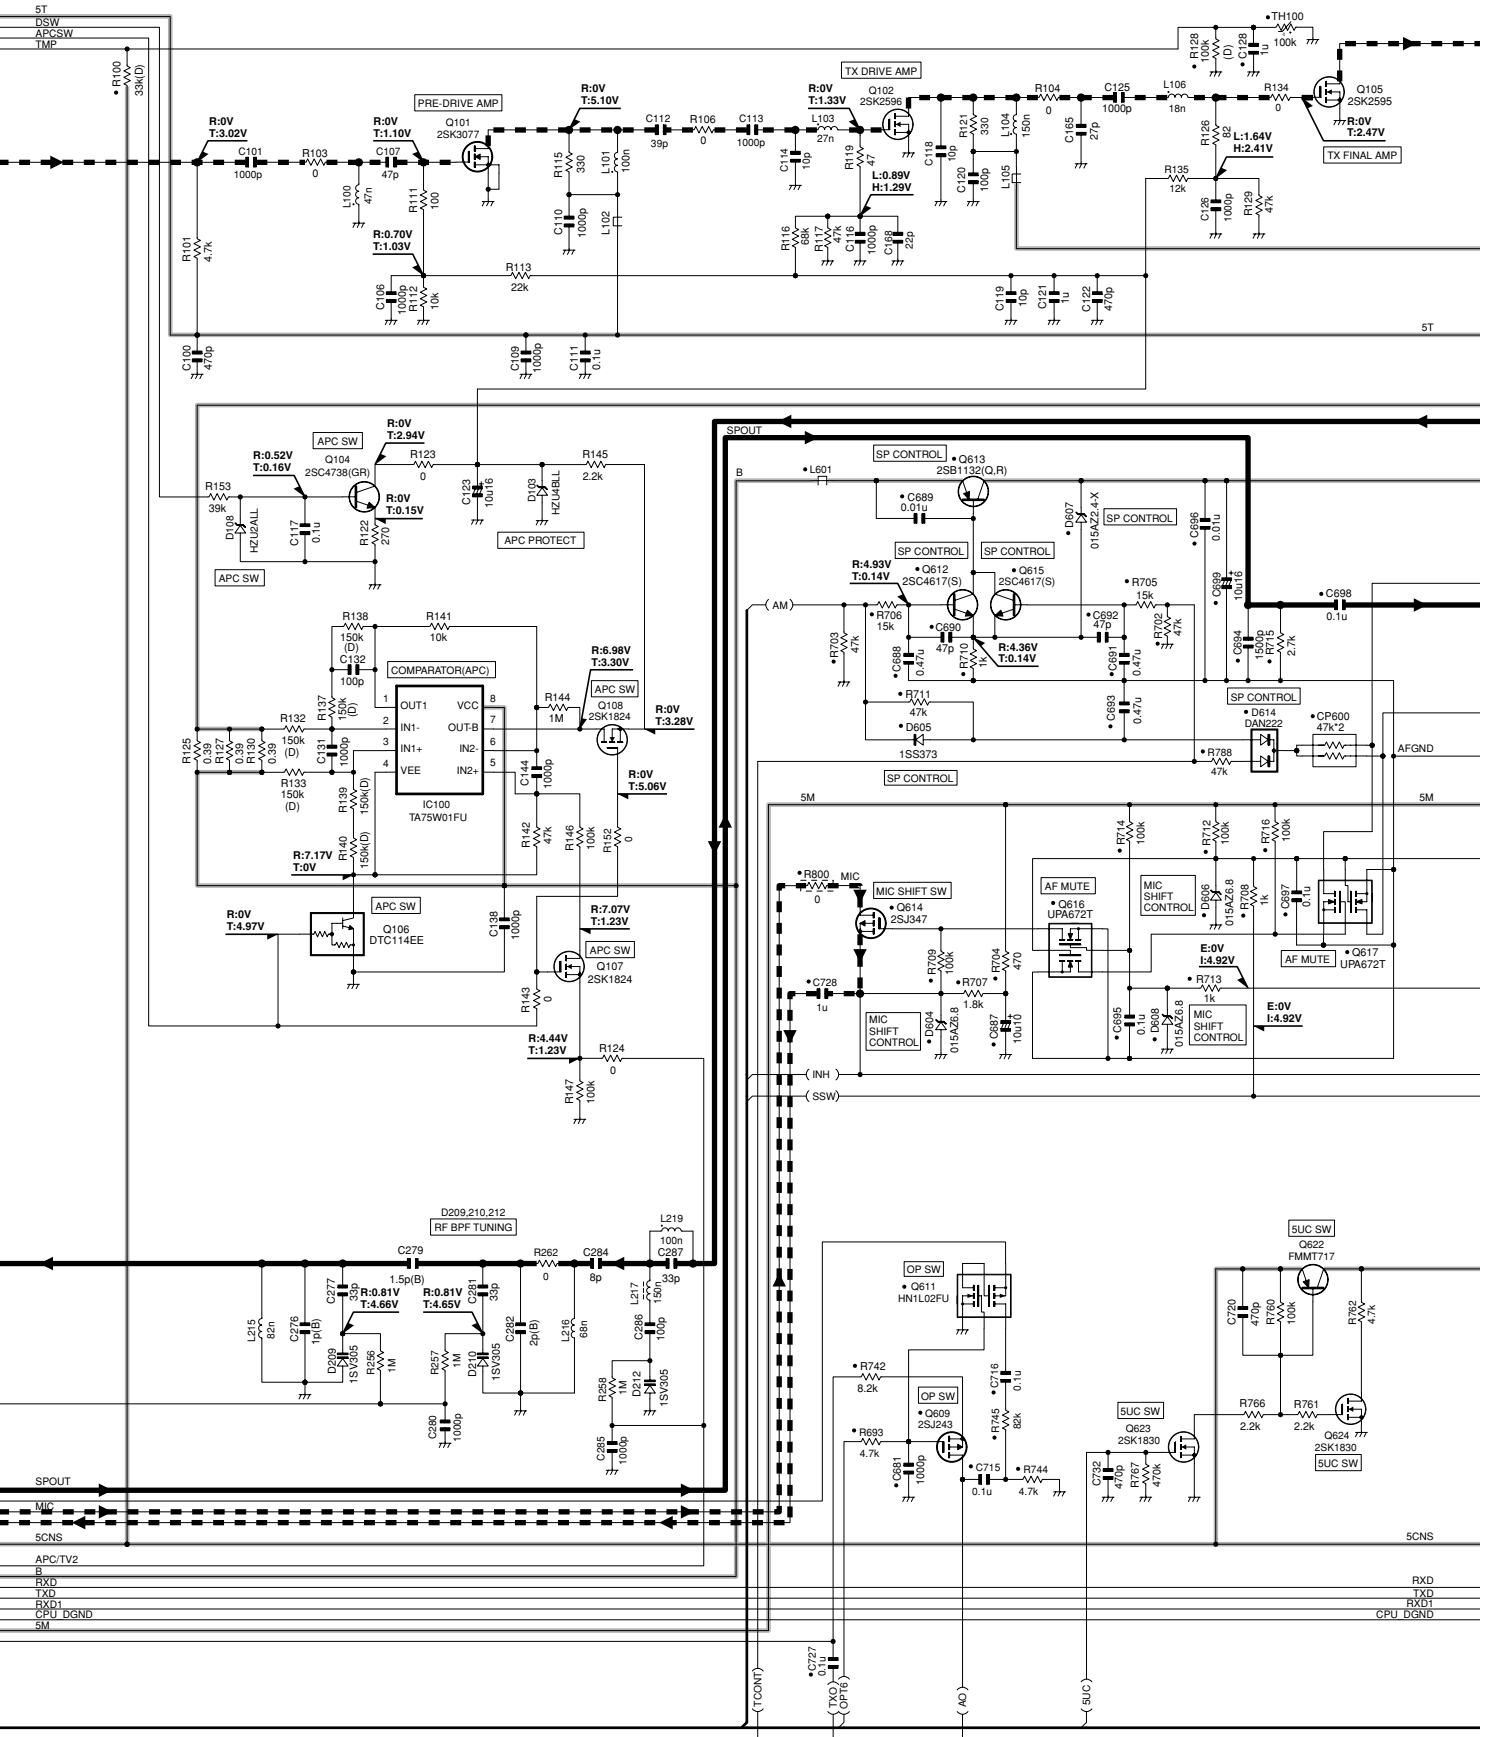 5T
DSW
APCSW
TMP
• R100
33k(D)
R:0V
T:3.02V
C101
1000p
R103
0
L100
47n
C107
47p
R:0V
T:1.10V
PRE-DRIVE AMP
Q101
2SK3077
R101
4.7k
R111
100
R:0.70V
T:1.03V
C106
1000p
R112
10k
R113
22k
C100
470p
C109
1000p
C111
0.1u
R:0V
T:5.10V
R115
330
L101
100n
C110
1000p
L102
C112
39p
R106
0
C113
1000p
C114
10p
L103
27n
R:0V
T:1.33V
TX DRIVE AMP
Q102
2SK2596
R119
47
L:0.89V
H:1.29V
R116
68k
R117
47k
C116
1000p
C168
22p
C118
10p
R121
330
C120
100p
L104
150n
L105
R104
0
C165
27p
C125
1000p
L106
18n
• R128
100k
(D)
• C128
1u
• TH100
100k
R134
0
Q105
2SK2595
R:0V
T:2.47V
TX FINAL AMP
R126
82
L:1.64V
H:2.41V
R135
12k
C126
1000p
R129
47k
C119
10p
C121
1u
C122
470p
5T
APC SW
Q104
2SC4738(GR)
R:0V
T:2.94V
R:0.52V
T:0.16V
R:0V
T:0.15V
R153
39k
D108
HZU2ALL
C117
0.1u
R122
270
APC SW
R123
0
C123
10u16
D103
HZU4BLL
R145
2.2k
APC PROTECT
R138
150k
(D)
C132
100p
R141
10k
R137
150k
(D)
COMPARATOR(APC)
1 OUT1
2 IN1-
3 IN1+
4 VEE
VCC 8
OUT-B 7
IN2- 6
IN2+ 5
IC100
TA75W01FU
R125
0.39
R127
0.39
R130
0.39
R132
150k
(D)
R133
150k
(D)
C131
1000p
R139
150k(D)
R140
150k(D)
R144
1M
R:6.98V
T:3.30V
APC SW
Q108
2SK1824
R:0V
T:3.28V
R:0V
T:5.06V
C144
1000p
R142
47k
R146
100k
R152
0
R:7.17V
T:0V
R:0V
T:4.97V
APC SW
Q106
DTC114EE
C138
1000p
R:7.07V
T:1.23V
APC SW
Q107
2SK1824
R143
0
R:4.44V
T:1.23V
R124
0
R147
100k
SPOUT
B
• L601
SP CONTROL
• Q613
2SB1132(Q,R)
• C689
0.01u
• D607
015AZ2.4-X
SP CONTROL
• C696
0.01u
SP CONTROL
SP CONTROL
R:4.93V
T:0.14V
• Q612
2SC4617(S)
• Q615
2SC4617(S)
(AM)
• R703
47k
• R706
15k
• C690
47p
• C688
0.47u
• R710
1k
R:4.36V
T:0.14V
• C692
47p
• C691
0.47u
• R705
15k
• R702
47k
• C699
10u16
• C694
1500p
• R715
2.7k
• C698
0.1u
• R711
47k
• D605
1SS373
SP CONTROL
• C693
0.47u
SP CONTROL
• D614
DAN222
• CP600
47k*2
• R788
47k
AFGND
5M
5M
• R800
0
MIC
MIC SHIFT SW
• Q614
2SJ347
AF MUTE
• Q616
UPA672T
MIC
SHIFT
CONTROL
• R714
100k
• R712
100k
• R716
100k
• D606
015AZ6.8
• R708
1k
• C697
0.1u
• Q617
UPA672T
AF MUTE
• R709
100k
• R704
470
• C728
1u
• R707
1.8k
MIC
SHIFT
CONTROL
• D604
015AZ6.8
• C687
10u10
• C695
0.1u
• D608
015AZ6.8
E:0V
I:4.92V
• R713
1k
MIC
SHIFT
CONTROL
E:0V
I:4.92V
(INH)
(SSW)
D209,210,212
RF BPF TUNING
L219
100n
C287
33p
C279
1.5p(B)
R262
0
C284
8p
L215
82n
C276
1p(B)
C277
33p
R:0.81V
T:4.66V
D209
1SV305
R256
1M
R:0.81V
T:4.65V
R257
1M
C281
33p
D210
1SV305
C282
2p(B)
L216
68n
L217
150n
C286
100p
R258
1M
D212
1SV305
C280
1000p
C285
1000p
OP SW
• Q611
HN1L02FU
• R742
8.2k
• C716
0.1u
OP SW
• Q609
2SJ243
• R745
82k
• R693
4.7k
• C681
1000p
• C715
0.1u
• R744
4.7k
5UC SW
Q622
FMMT717
C720
470p
R760
100k
R762
4.7k
R766
2.2k
R761
2.2k
Q624
2SK1830
5UC SW
5UC SW
Q623
2SK1830
C732
470p
R767
470k
SPOUT
MIC
5CNS
5CNS
APC/TV2
B
RXD
TXD
RXD1
CPU DGND
5M
RXD
TXD
RXD1
CPU DGND
• C727
0.1u
(TCONT)
(TXO)
(OPT6)
(AO)
(5UC)